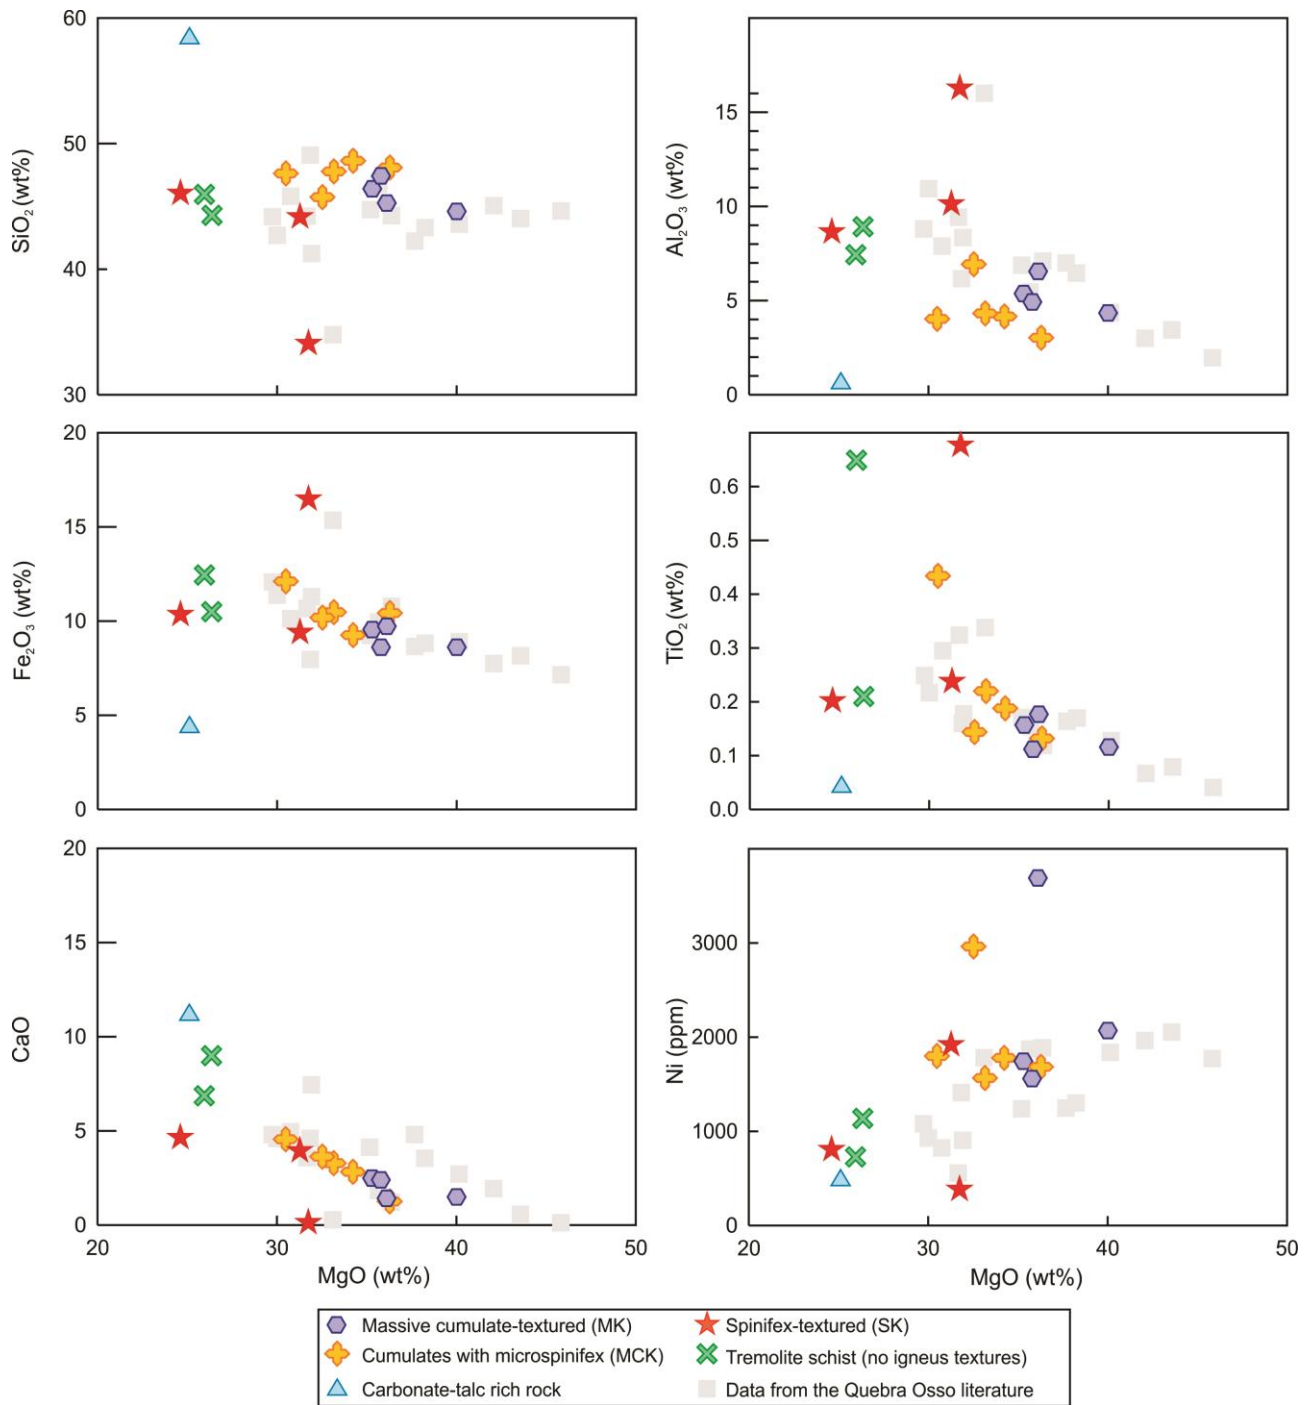 60
50
40
30
SiO₂ (wt%)
15
10
5
0
Al₂O₃ (wt%)
20
15
10
5
0
Fe₂O₃ (wt%)
0.6
0.5
0.4
0.3
0.2
0.1
0.0
TiO₂ (wt%)
20
15
10
5
0
CaO
20 30 40 50
MgO (wt%)
3000
2000
1000
0
Ni (ppm)
20 30 40 50
MgO (wt%)
Massive cumulate-textured (MK)
Spinifex-textured (SK)
Cumulates with microspinifex (MCK)
Tremolite schist (no igneus textures)
Carbonate-talc rich rock
Data from the Quebra Osso literature